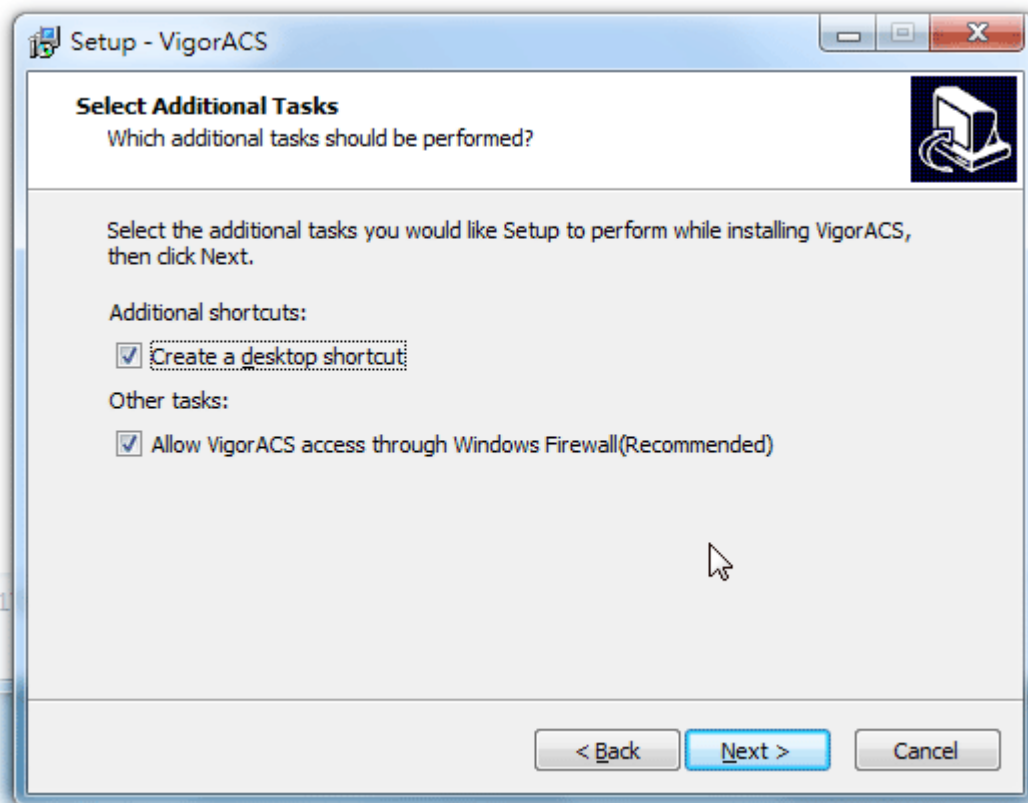 Setup - VigorACS
Select Additional Tasks
Which additional tasks should be performed?
Select the additional tasks you would like Setup to perform while installing VigorACS,
then click Next.
Additional shortcuts:
Create a desktop shortcut
Other tasks:
Allow VigorACS access through Windows Firewall(Recommended)
< Back
Next >
Cancel